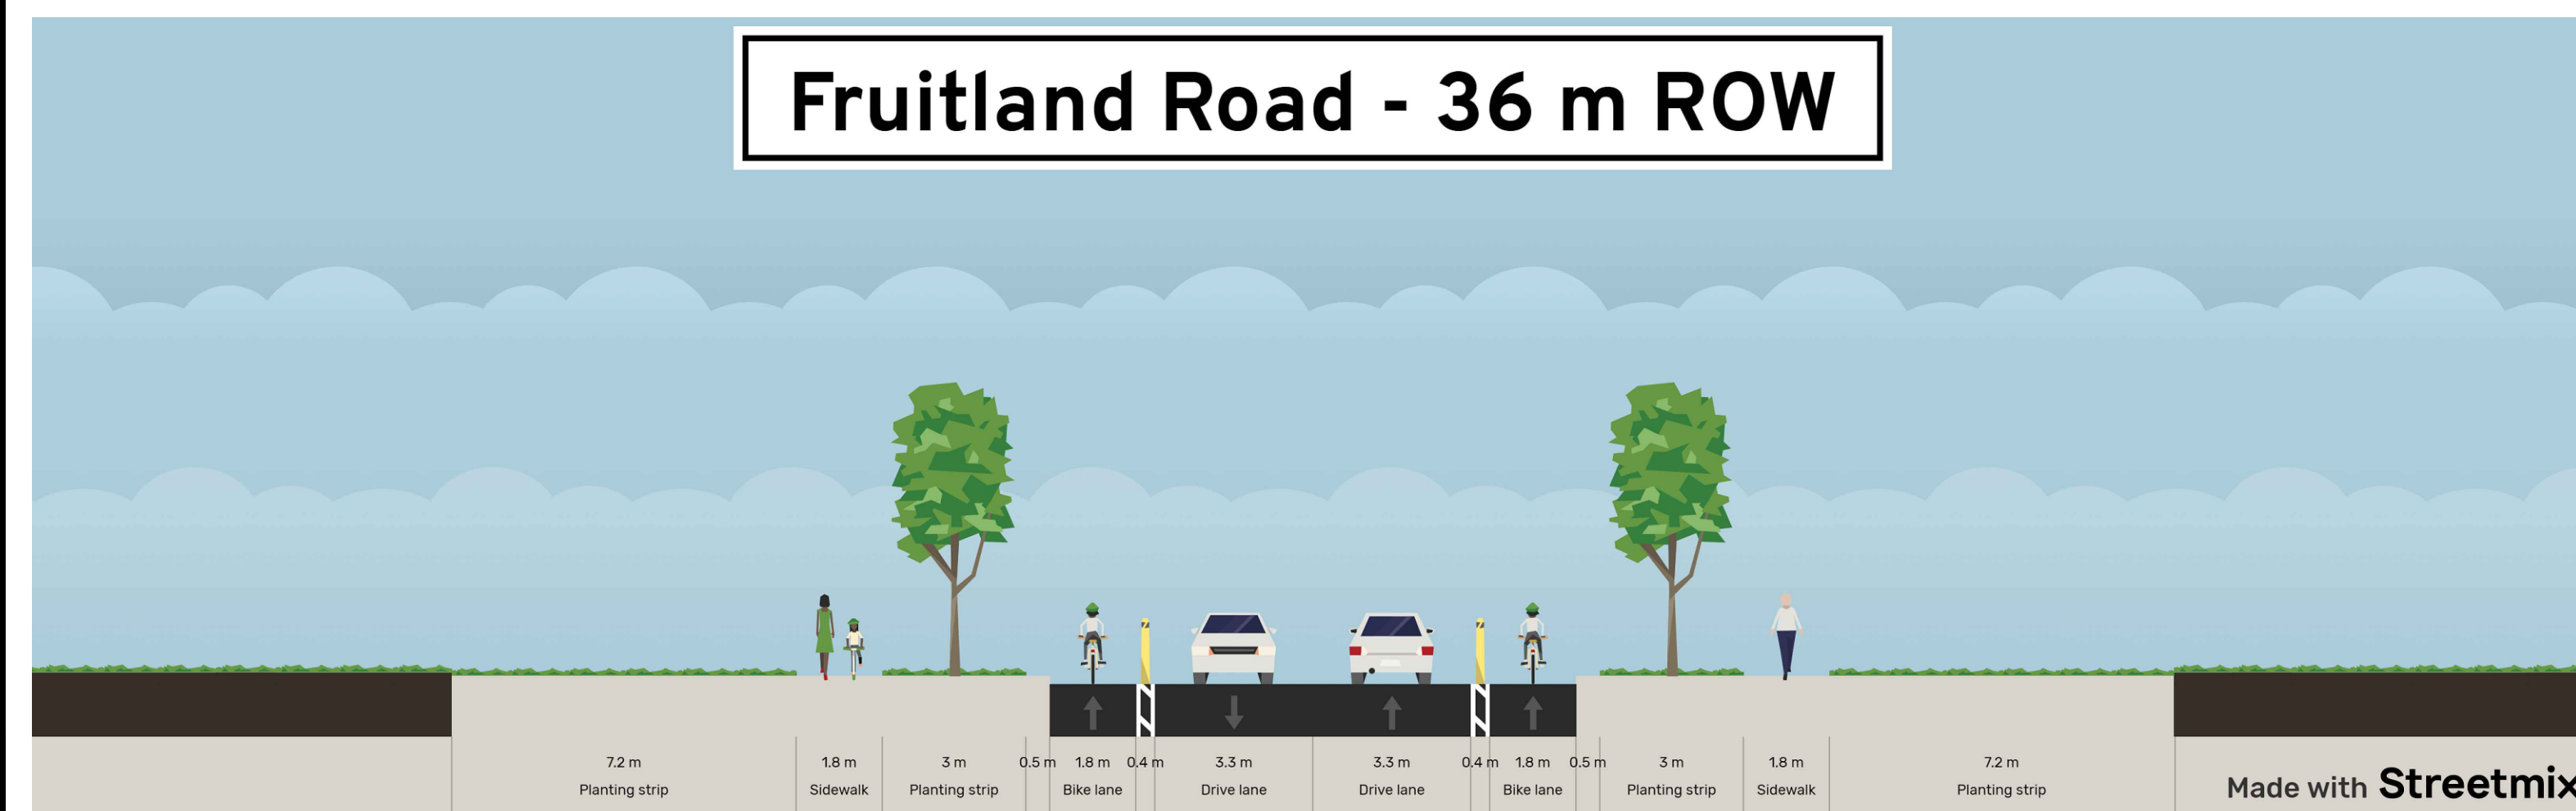 Fruitland Road - 36 m ROW
7.2 m 1.8 m 3 m 0.5 m 1.8 m 0.4 m 3.3 m 3.3 m 0.4 m 1.8 m 0.5 m 3 m 1.8 m 7.2 m
Planting strip Sidewalk Planting strip Bike lane Drive lane Drive lane Bike lane Planting strip Sidewalk Planting strip
Made with Streetmix